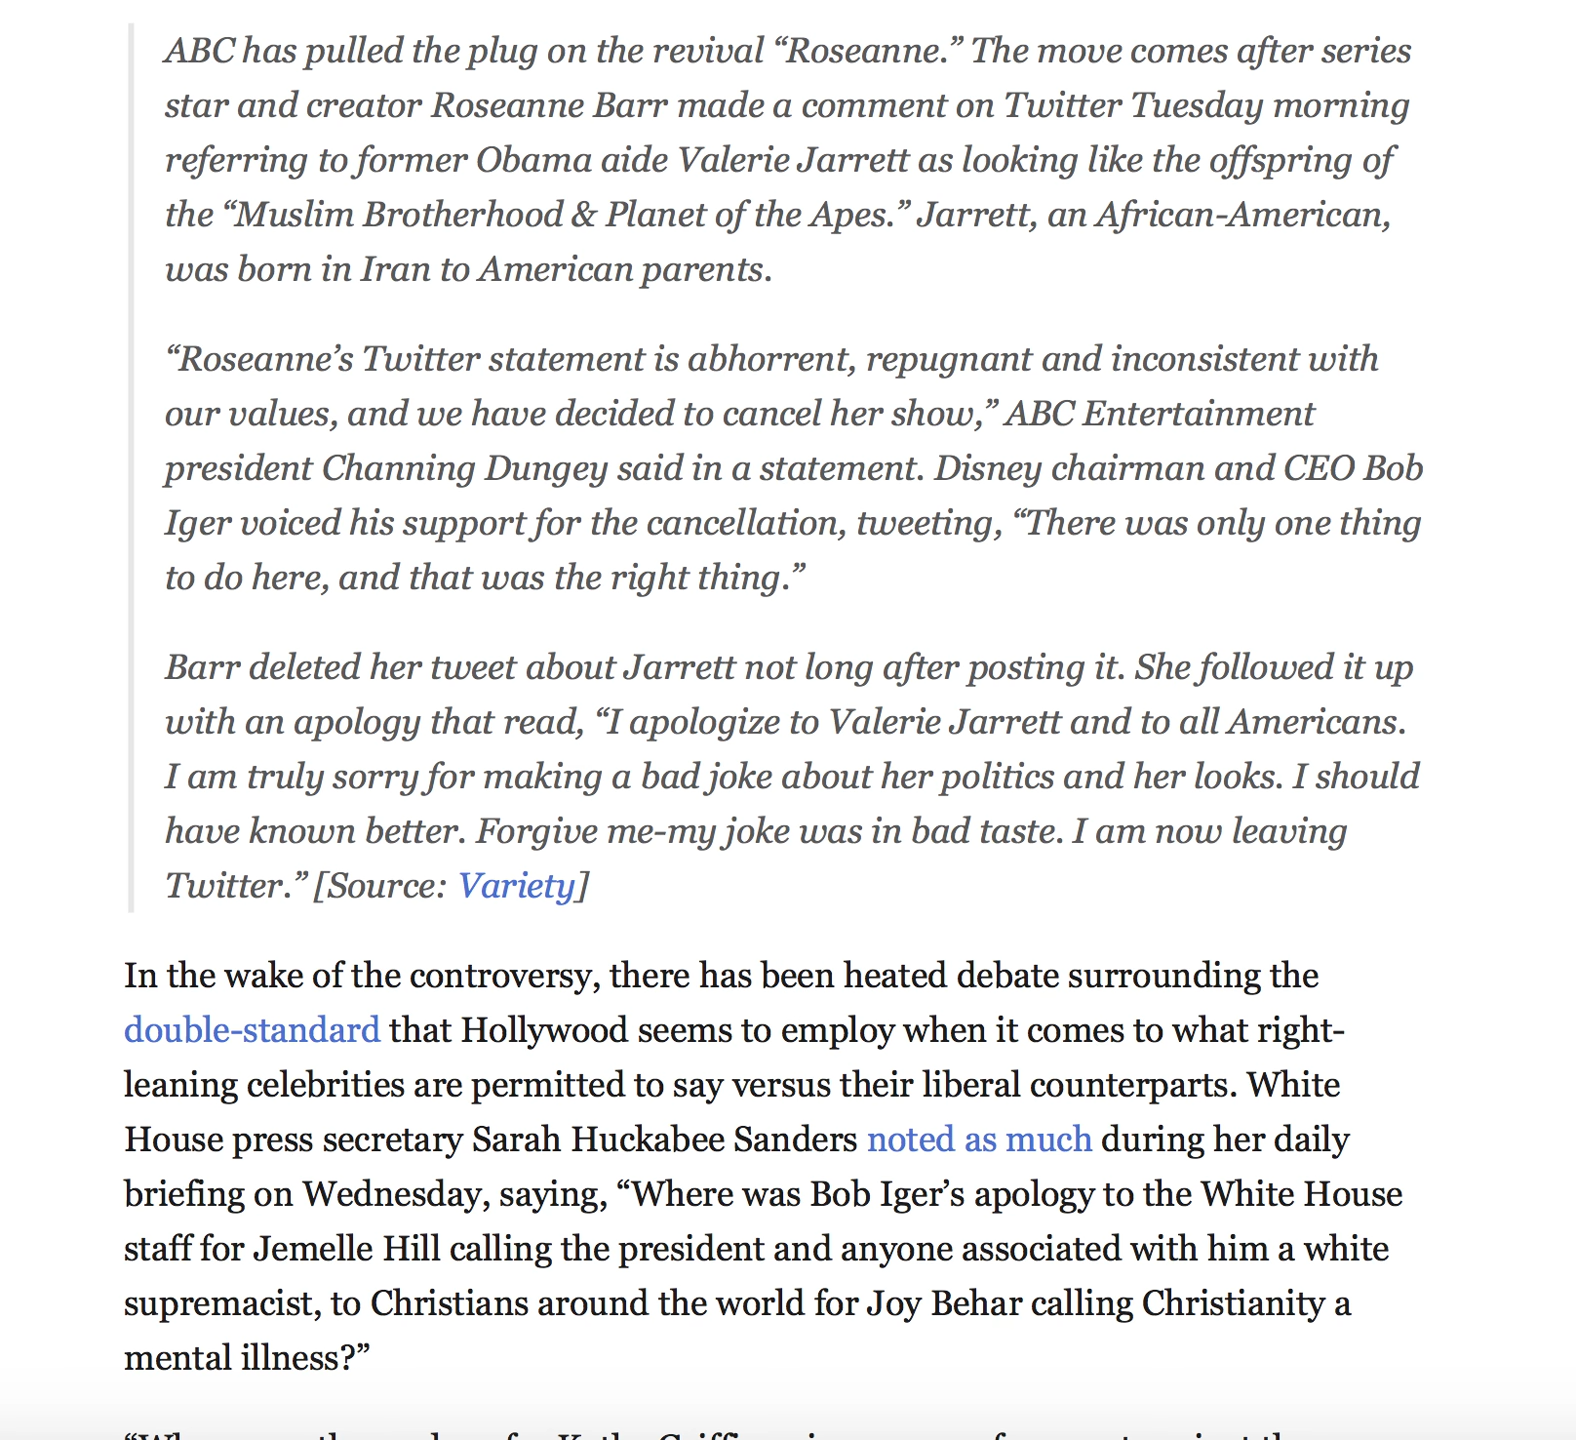 ABC has pulled the plug on the revival “Roseanne.” The move comes after series
star and creator Roseanne Barr made a comment on Twitter Tuesday morning
referring to former Obama aide Valerie Jarrett as looking like the offspring of
the “Muslim Brotherhood & Planet of the Apes.” Jarrett, an African-American,
was born in Iran to American parents.
“Roseanne’s Twitter statement is abhorrent, repugnant and inconsistent with
our values, and we have decided to cancel her show,” ABC Entertainment
president Channing Dungey said in a statement. Disney chairman and CEO Bob
Iger voiced his support for the cancellation, tweeting, “There was only one thing
to do here, and that was the right thing.”
Barr deleted her tweet about Jarrett not long after posting it. She followed it up
with an apology that read, “I apologize to Valerie Jarrett and to all Americans.
I am truly sorry for making a bad joke about her politics and her looks. I should
have known better. Forgive me-my joke was in bad taste. I am now leaving
Twitter.” [Source: Variety]
In the wake of the controversy, there has been heated debate surrounding the
double-standard that Hollywood seems to employ when it comes to what right-
leaning celebrities are permitted to say versus their liberal counterparts. White
House press secretary Sarah Huckabee Sanders noted as much during her daily
briefing on Wednesday, saying, “Where was Bob Iger’s apology to the White House
staff for Jemelle Hill calling the president and anyone associated with him a white
supremacist, to Christians around the world for Joy Behar calling Christianity a
mental illness?”